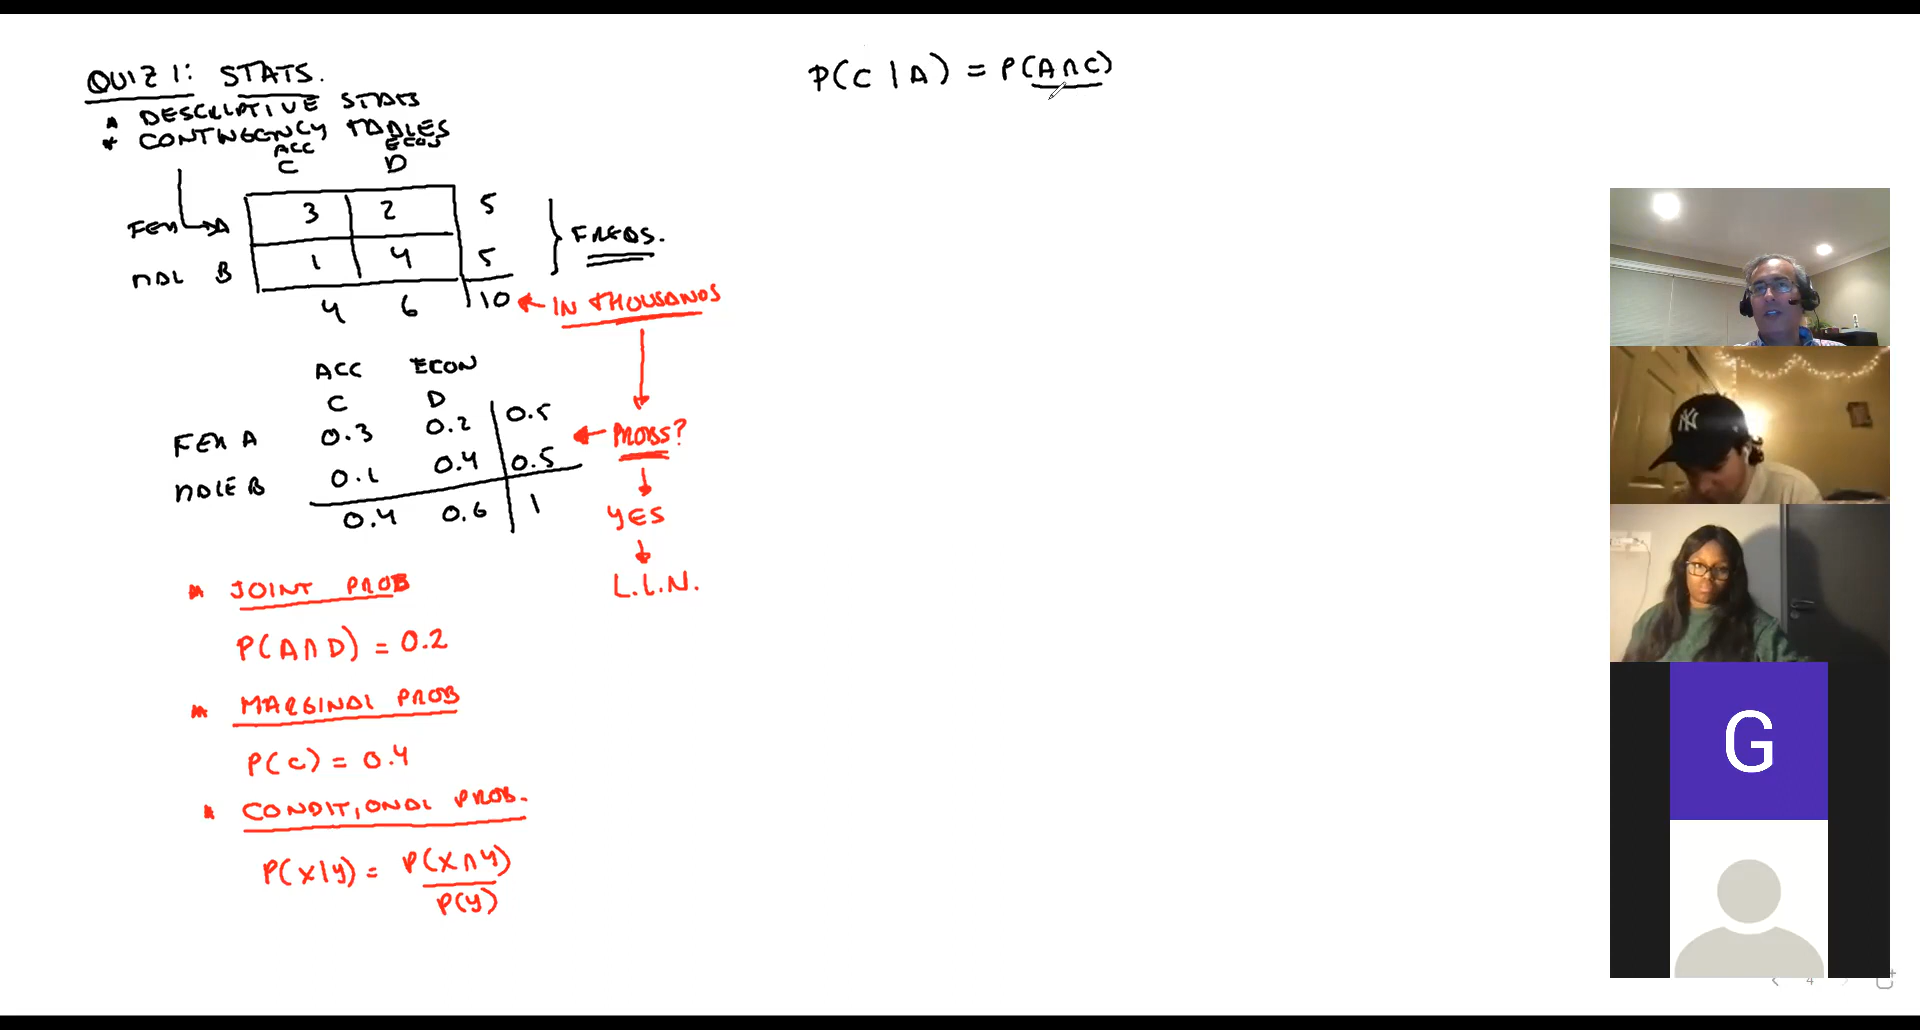 QUIZ 1: STATS.
* DESCRIPTIVE STATS
* CONTINGENCY TABLES
ACC ECON
C D
FEM A 3 2 5
MAL B 1 4 5
4 6 10
} FREQS.
← IN THOUSANDS
ACC ECON
C D
FEM A 0.3 0.2 0.5
MALE B 0.1 0.4 0.5
0.4 0.6 1
← PROBS?
YES
L.L.N.
* JOINT PROB
P(A∩D) = 0.2
* MARGINAL PROB
P(C) = 0.4
* CONDITIONAL PROB.
P(X|Y) = P(X∩Y)
P(Y)
P(C|A) = P(A∩C)
NY
G
4